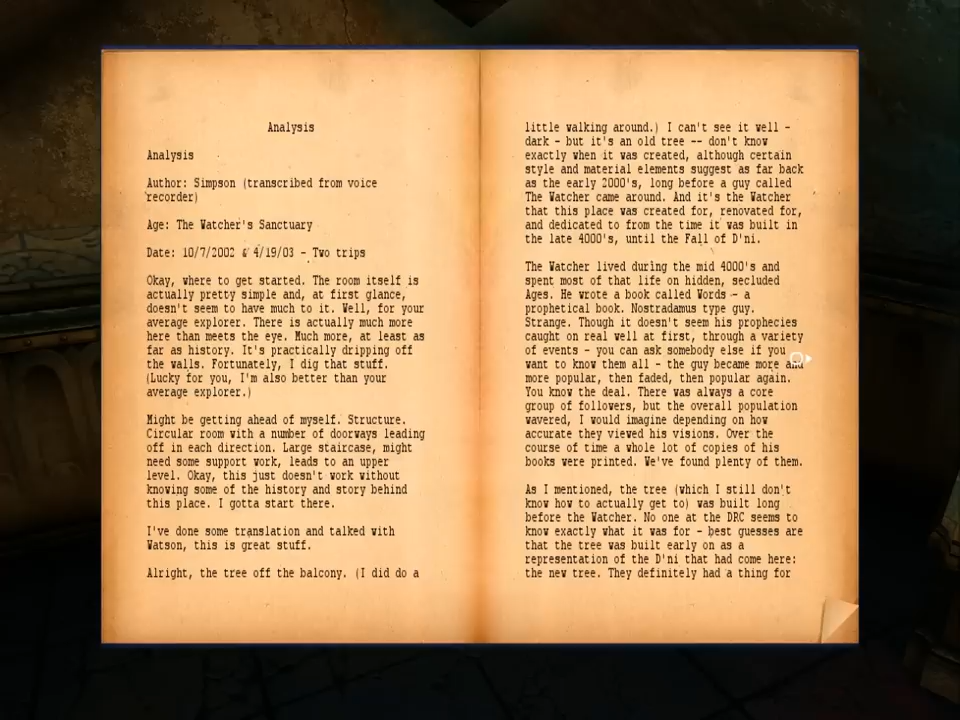 Analysis
Analysis
Author: Simpson (transcribed from voice
recorder)
Age: The Watcher's Sanctuary
Date: 10/7/2002 & 4/19/03 - Two trips
Okay, where to get started. The room itself is
actually pretty simple and, at first glance,
doesn't seem to have much to it. Well, for your
average explorer. There is actually much more
here than meets the eye. Much more, at least as
far as history. It's practically dripping off
the walls. Fortunately, I dig that stuff.
(Lucky for you, I'm also better than your
average explorer.)
Might be getting ahead of myself. Structure.
Circular room with a number of doorways leading
off in each direction. Large staircase, might
need some support work, leads to an upper
level. Okay, this just doesn't work without
knowing some of the history and story behind
this place. I gotta start there.
I've done some translation and talked with
Watson, this is great stuff.
Alright, the tree off the balcony. (I did do a
little walking around.) I can't see it well -
dark - but it's an old tree -- don't know
exactly when it was created, although certain
style and material elements suggest as far back
as the early 2000's, long before a guy called
The Watcher came around. And it's the Watcher
that this place was created for, renovated for,
and dedicated to from the time it was built in
the late 4000's, until the Fall of D'ni.
The Watcher lived during the mid 4000's and
spent most of that life on hidden, secluded
Ages. He wrote a book called Words - a
prophetical book. Nostradamus type guy.
Strange. Though it doesn't seem his prophecies
caught on real well at first, through a variety
of events - you can ask somebody else if you
want to know them all - the guy became more and
more popular, then faded, then popular again.
You know the deal. There was always a core
group of followers, but the overall population
wavered, I would imagine depending on how
accurate they viewed his visions. Over the
course of time a whole lot of copies of his
books were printed. We've found plenty of them.
As I mentioned, the tree (which I still don't
know how to actually get to) was built long
before the Watcher. No one at the DRC seems to
know exactly what it was for - best guesses are
that the tree was built early on as a
representation of the D'ni that had come here:
the new tree. They definitely had a thing for